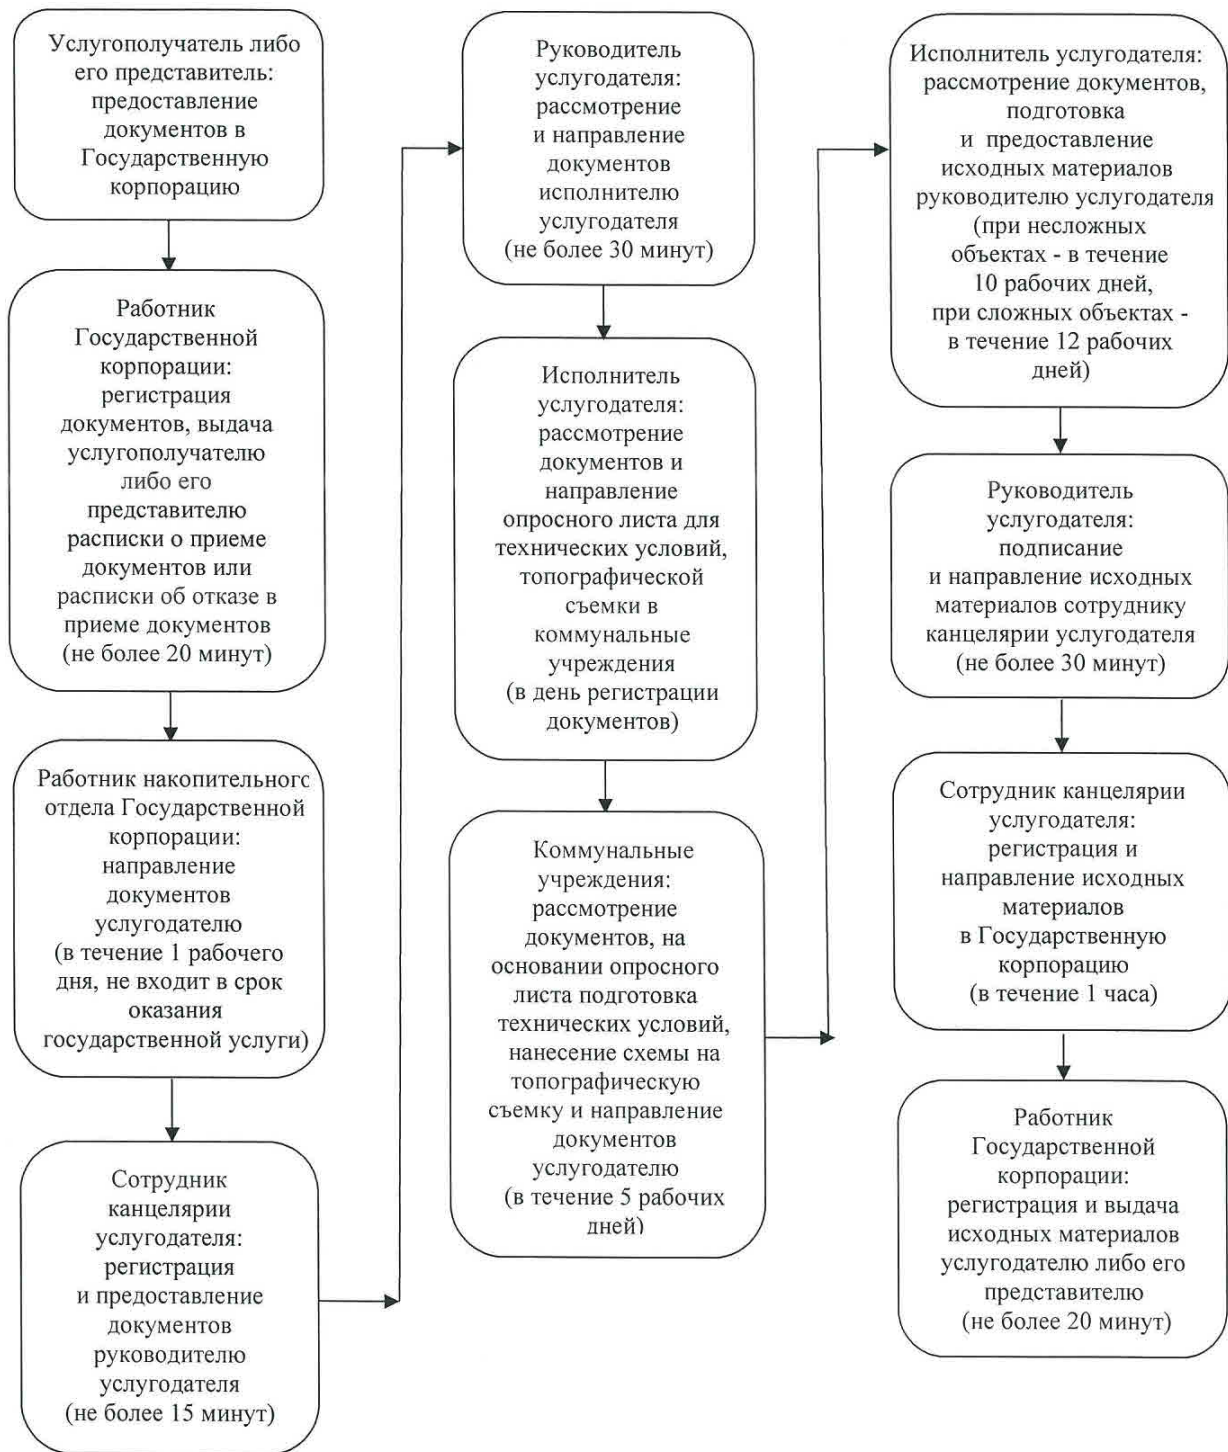 Услугополучатель либо
его представитель:
предоставление
документов в
Государственную
корпорацию
Работник
Государственной
корпорации:
регистрация
документов, выдача
услугополучателю
либо его
представителю
расписки о приеме
документов или
расписки об отказе в
приеме документов
(не более 20 минут)
Работник накопительного
отдела Государственной
корпорации:
направление
документов
услугодателю
(в течение 1 рабочего
дня, не входит в срок
оказания
государственной услуги)
Сотрудник
канцелярии
услугодателя:
регистрация
и предоставление
документов
руководителю
услугодателя
(не более 15 минут)
Руководитель
услугодателя:
рассмотрение
и направление
документов
исполнителю
услугодателя
(не более 30 минут)
Исполнитель
услугодателя:
рассмотрение
документов и
направление
опросного листа для
технических условий,
топографической
съемки в
коммунальные
учреждения
(в день регистрации
документов)
Коммунальные
учреждения:
рассмотрение
документов, на
основании опросного
листа подготовка
технических условий,
нанесение схемы на
топографическую
съемку и направление
документов
услугодателю
(в течение 5 рабочих
дней)
Исполнитель услугодателя:
рассмотрение документов,
подготовка
и предоставление
исходных материалов
руководителю услугодателя
(при несложных
объектах - в течение
10 рабочих дней,
при сложных объектах -
в течение 12 рабочих
дней)
Руководитель
услугодателя:
подписание
и направление исходных
материалов сотруднику
канцелярии услугодателя
(не более 30 минут)
Сотрудник канцелярии
услугодателя:
регистрация и
направление исходных
материалов
в Государственную
корпорацию
(в течение 1 часа)
Работник
Государственной
корпорации:
регистрация и выдача
исходных материалов
услугодателю либо его
представителю
(не более 20 минут)